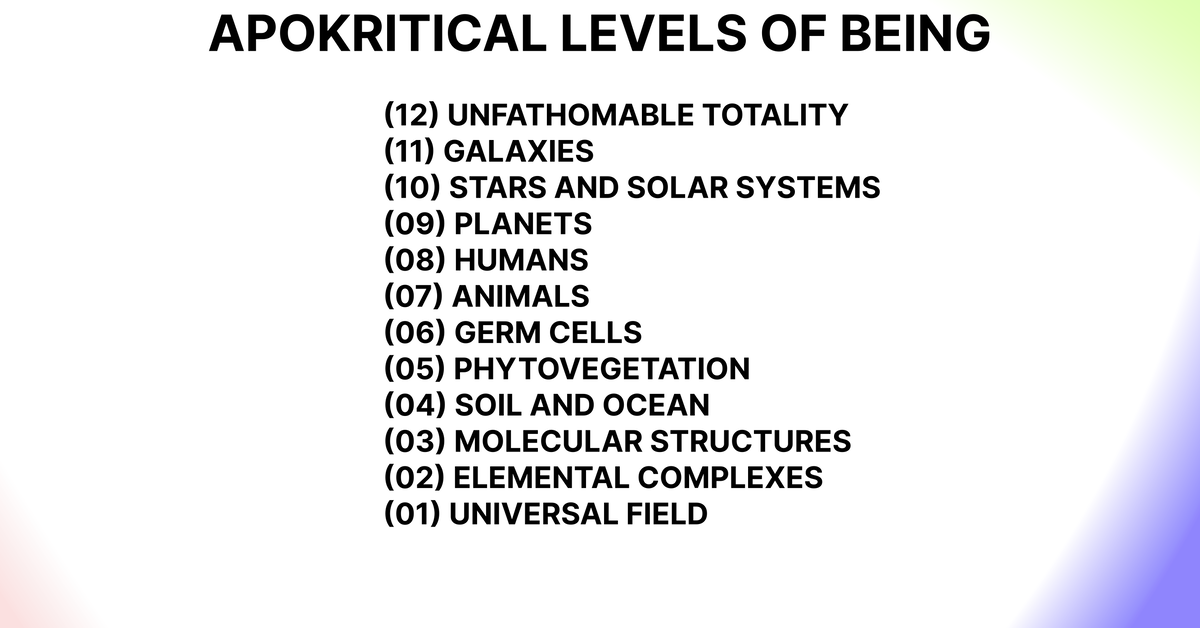 APOKRITICAL LEVELS OF BEING
(12) UNFATHOMABLE TOTALITY
(11) GALAXIES
(10) STARS AND SOLAR SYSTEMS
(09) PLANETS
(08) HUMANS
(07) ANIMALS
(06) GERM CELLS
(05) PHYTOVEGETATION
(04) SOIL AND OCEAN
(03) MOLECULAR STRUCTURES
(02) ELEMENTAL COMPLEXES
(01) UNIVERSAL FIELD